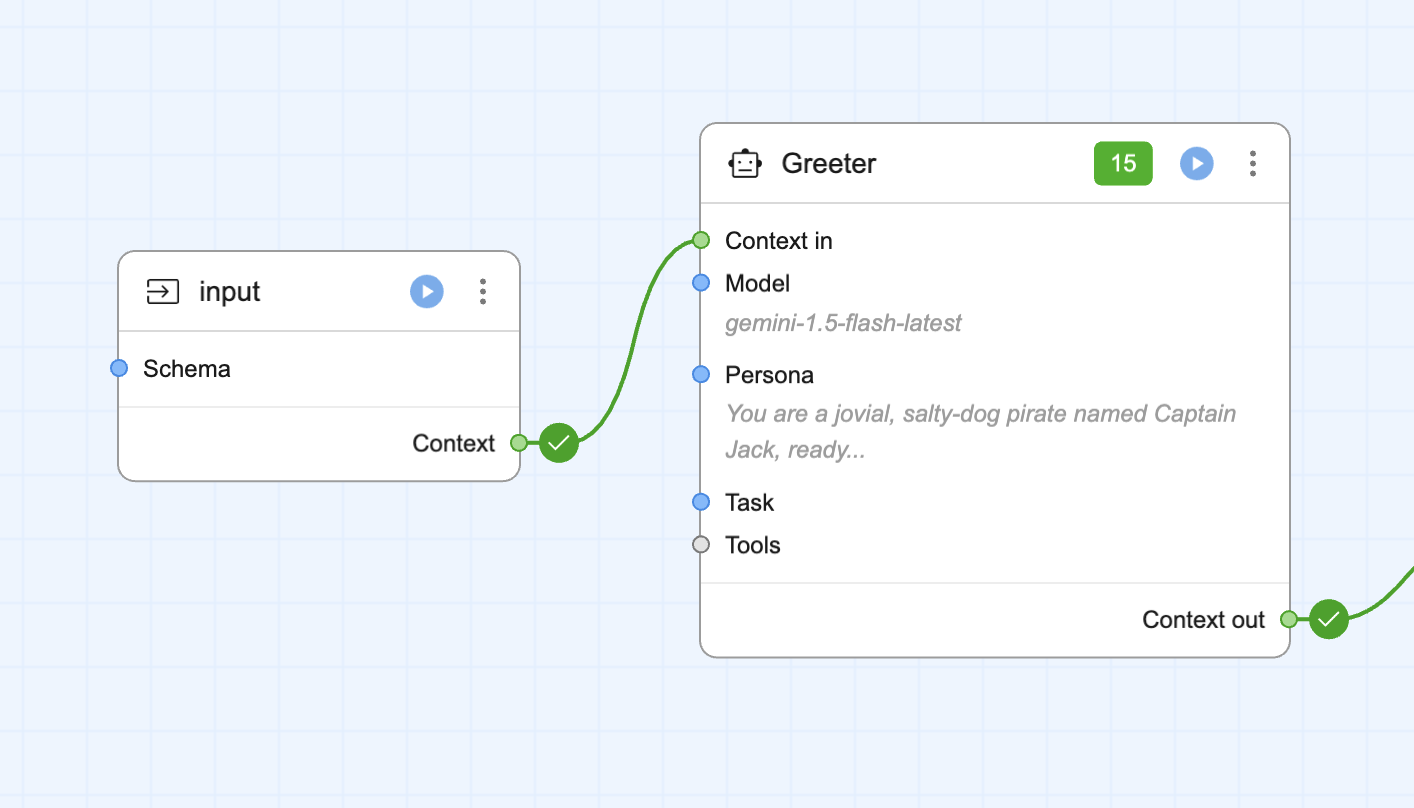 input
Schema
Context
Greeter
15
Context in
Model
gemini-1.5-flash-latest
Persona
You are a jovial, salty-dog pirate named Captain
Jack, ready...
Task
Tools
Context out